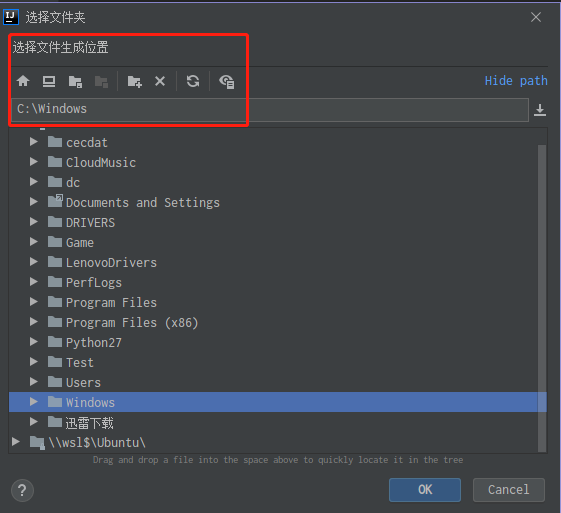 选择文件夹
选择文件生成位置
Hide path
C:\Windows
cecdat
CloudMusic
dc
Documents and Settings
DRIVERS
Game
LenovoDrivers
PerfLogs
Program Files
Program Files (x86)
Python27
Test
Users
Windows
迅雷下载
\\wsl$\Ubuntu\
Drag and drop a file into the space above to quickly locate it in the tree
?
OK
Cancel